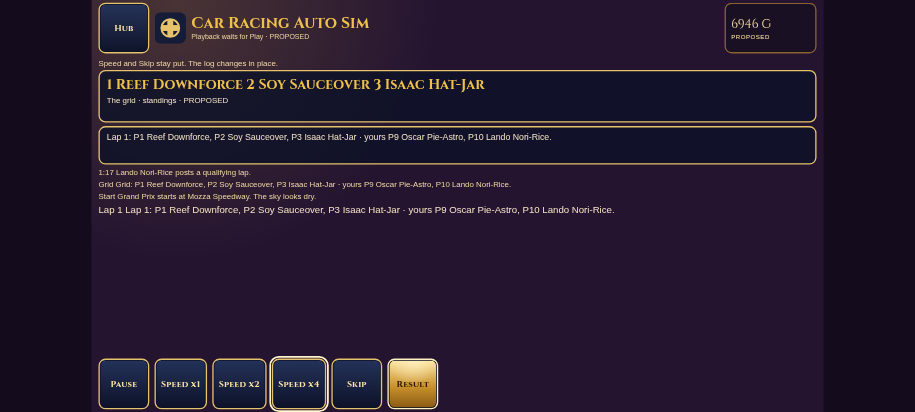 Hub
Car Racing Auto Sim
Playback waits for Play · PROPOSED
6946 G
PROPOSED
Speed and Skip stay put. The log changes in place.
1 Reef Downforce 2 Soy Sauceover 3 Isaac Hat-Jar
The grid · standings · PROPOSED
Lap 1: P1 Reef Downforce, P2 Soy Sauceover, P3 Isaac Hat-Jar · yours P9 Oscar Pie-Astro, P10 Lando Nori-Rice.
1:17 Lando Nori-Rice posts a qualifying lap.
Grid Grid: P1 Reef Downforce, P2 Soy Sauceover, P3 Isaac Hat-Jar · yours P9 Oscar Pie-Astro, P10 Lando Nori-Rice.
Start Grand Prix starts at Mozza Speedway. The sky looks dry.
Lap 1 Lap 1: P1 Reef Downforce, P2 Soy Sauceover, P3 Isaac Hat-Jar · yours P9 Oscar Pie-Astro, P10 Lando Nori-Rice.
Pause
Speed x1
Speed x2
Speed x4
Skip
Result